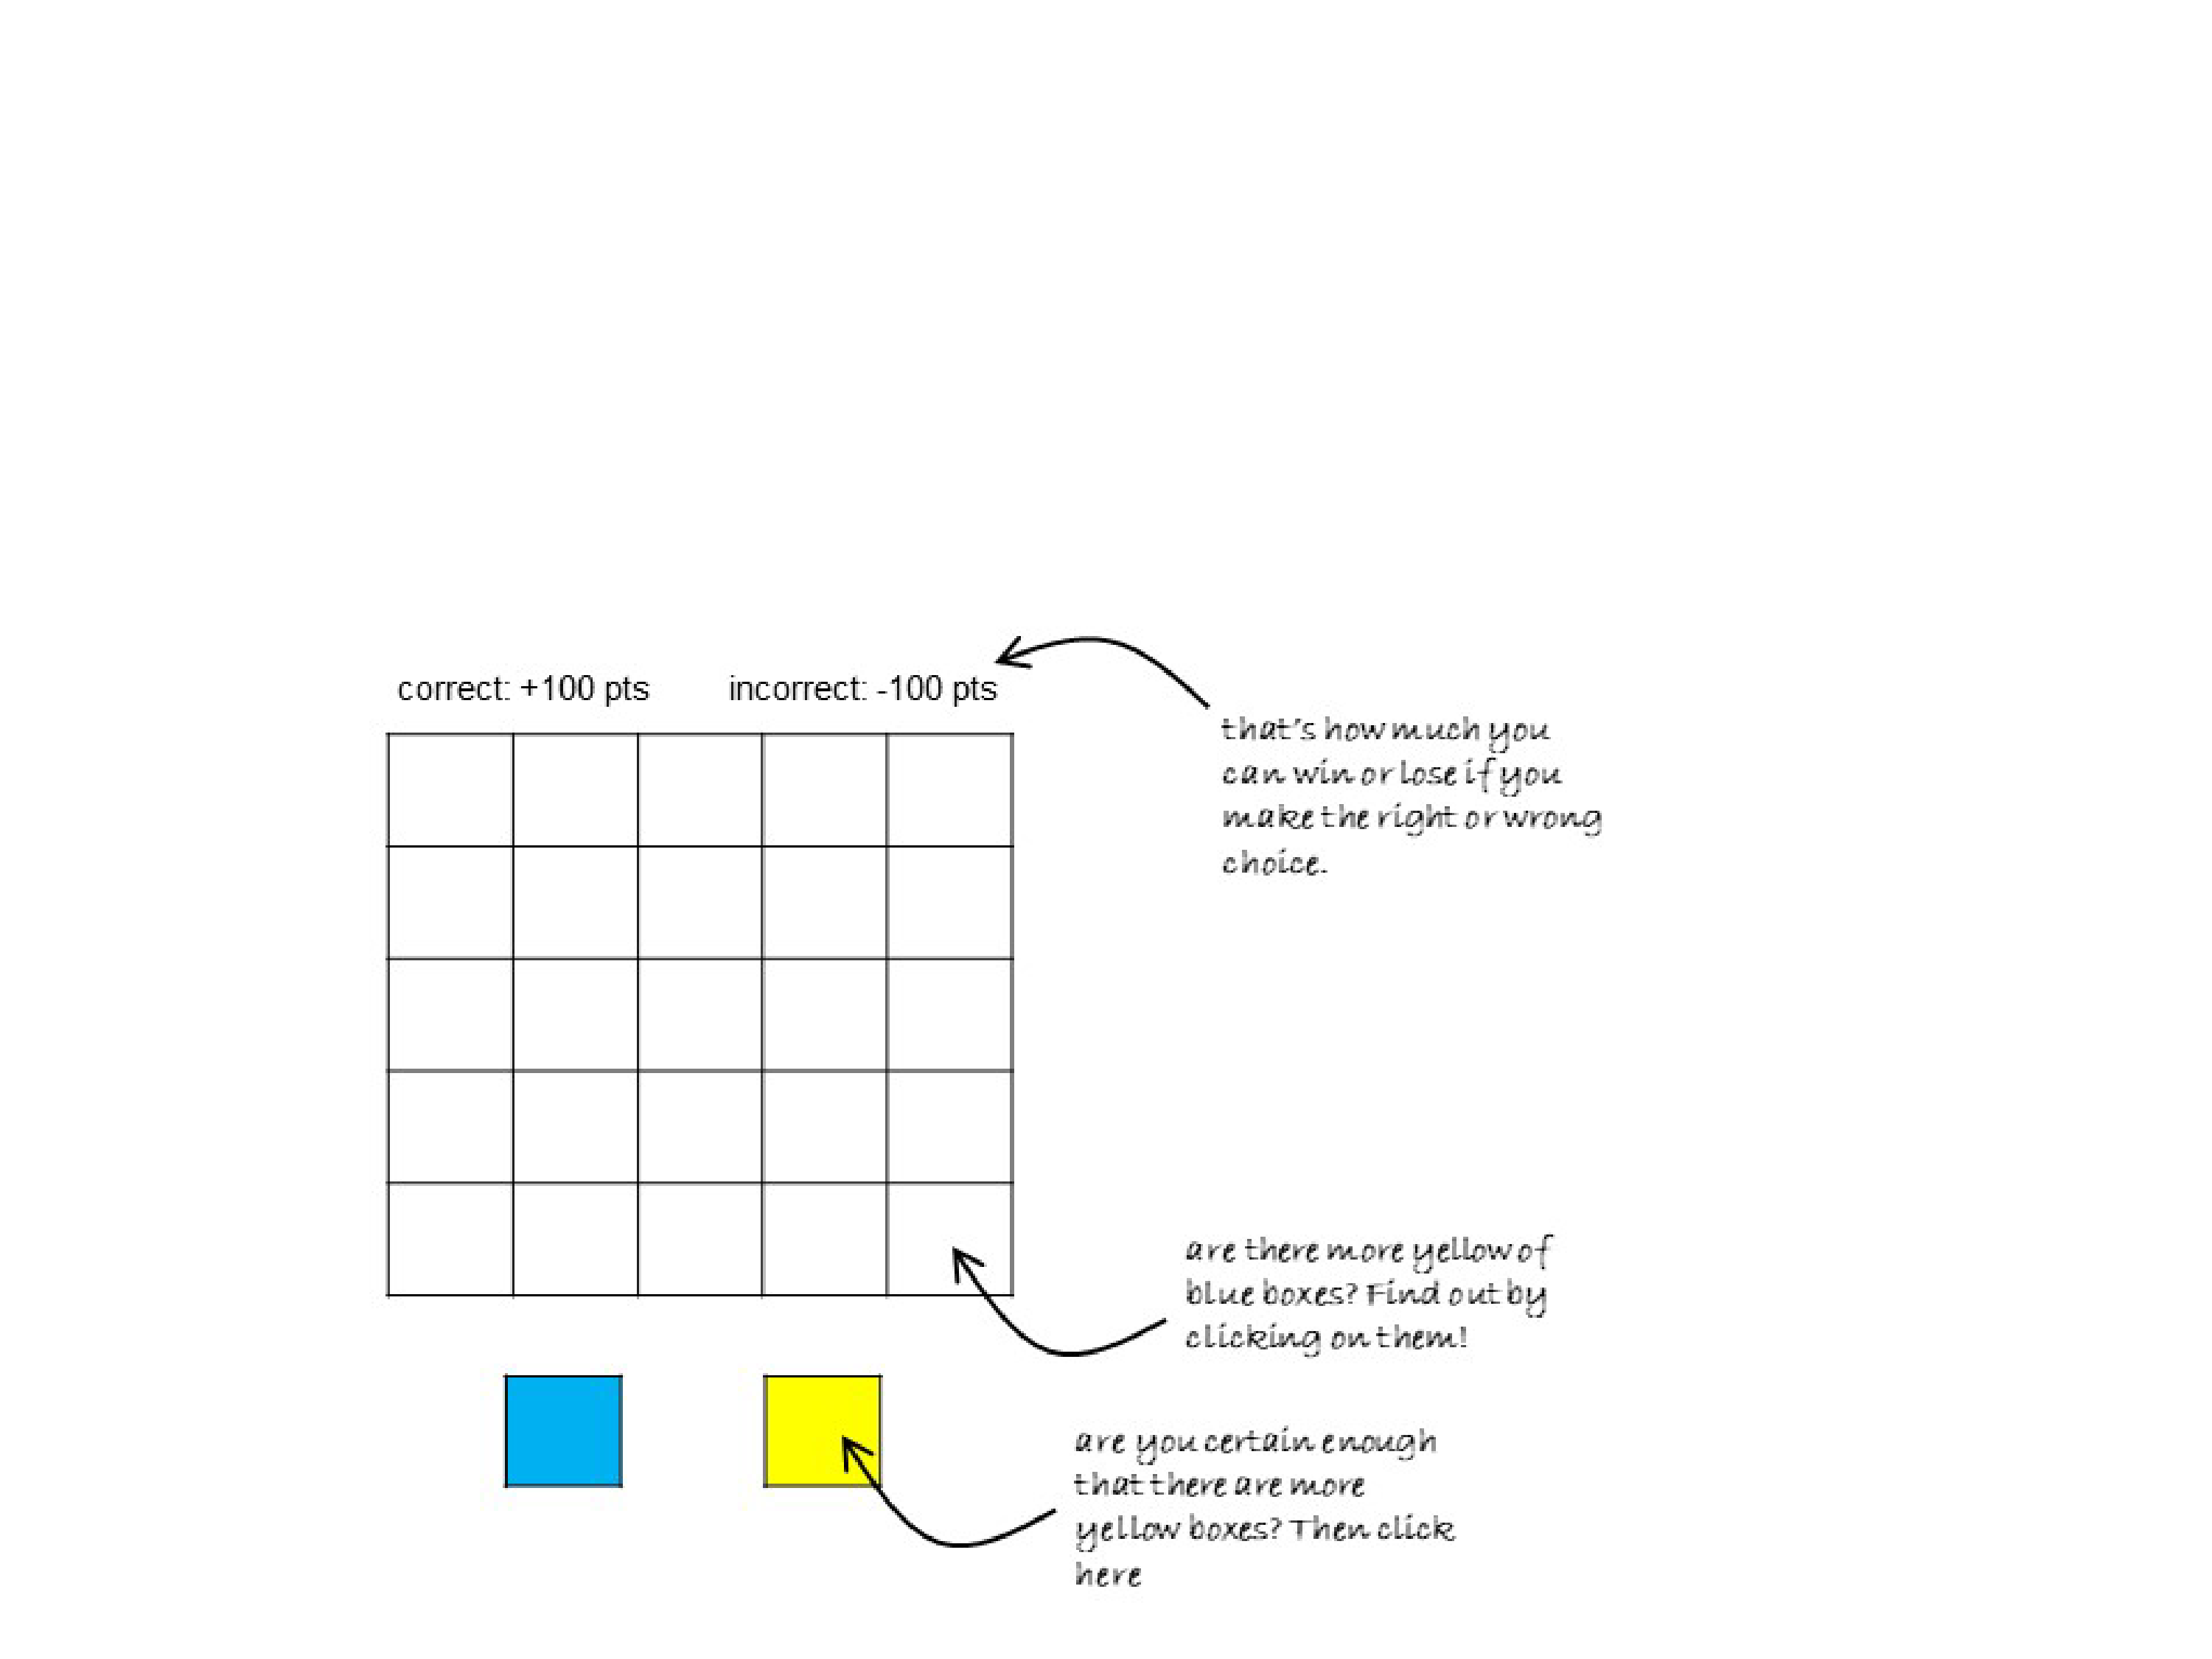 correct: +100 pts incorrect: -100 pts
that's how much you
can win or lose if you
make the right or wrong
choice.
are there more yellow of
blue boxes? Find out by
clicking on them!
are you certain enough
that there are more
yellow boxes? Then click
here